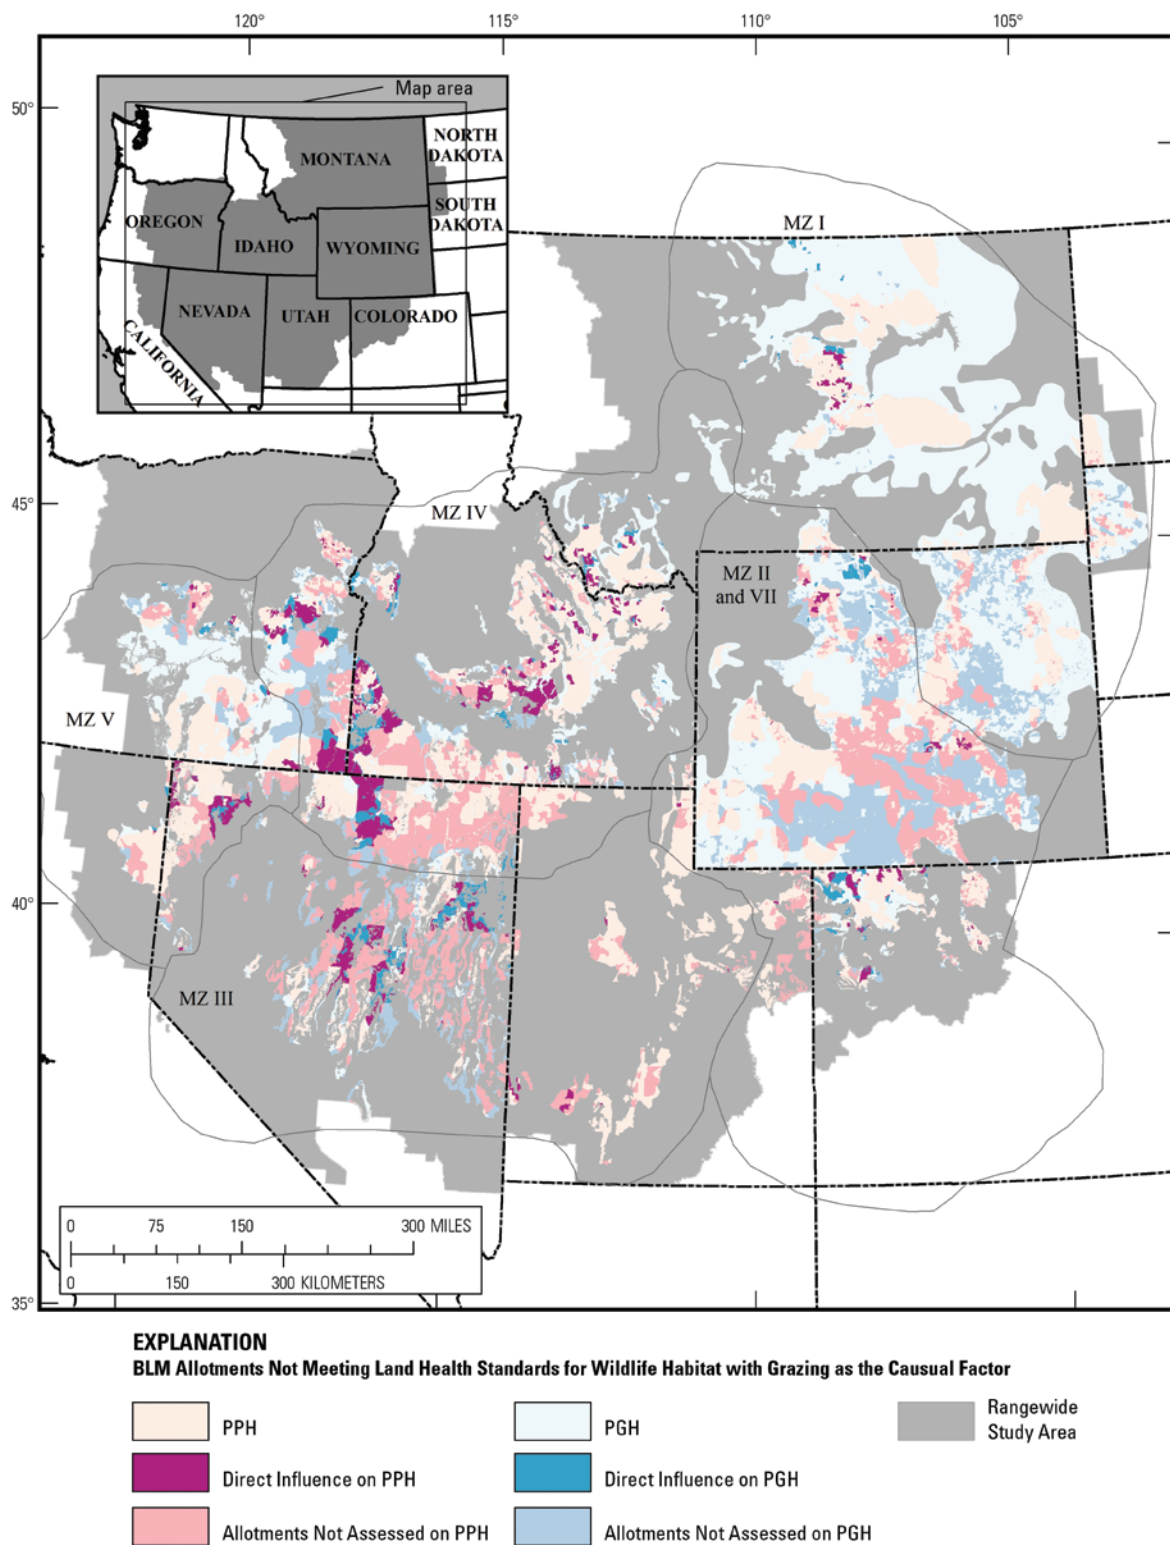 120°
115°
110°
105°
50°
Map area
NORTH
DAKOTA
MONTANA
SOUTH
DAKOTA
OREGON
IDAHO
WYOMING
NEVADA
UTAH
COLORADO
CALIFORNIA
MZ I
45°
MZ IV
MZ II
and VII
MZ V
40°
MZ III
0 75 150 300 MILES
0 150 300 KILOMETERS
35°
EXPLANATION
BLM Allotments Not Meeting Land Health Standards for Wildlife Habitat with Grazing as the Causual Factor
PPH
PGH
Rangewide
Study Area
Direct Influence on PPH
Direct Influence on PGH
Allotments Not Assessed on PPH
Allotments Not Assessed on PGH